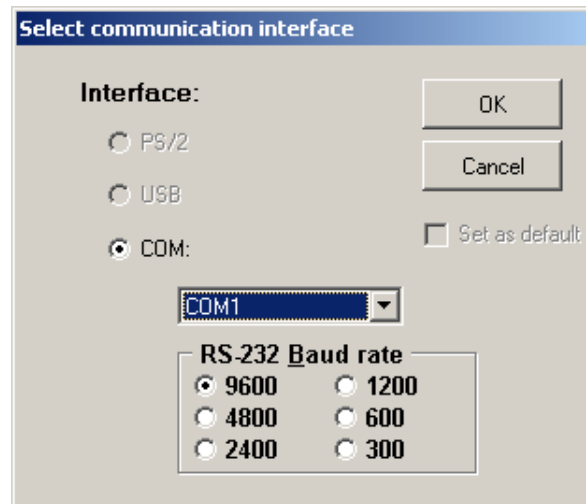 Select communication interface
Interface:
OK
PS/2
Cancel
USB
Set as default
COM:
COM1
RS-232 Baud rate
9600 1200
4800 600
2400 300